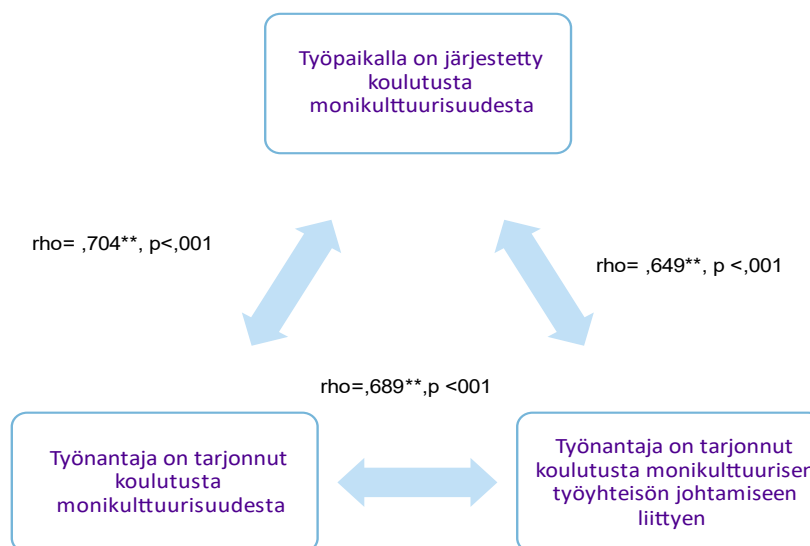 Työpaikalla on järjestetty
koulutusta
monikulttuurisuudesta
rho= ,704**, p<,001
rho= ,649**, p <,001
rho=,689**,p <001
Työnantaja on tarjonnut
koulutusta
monikulttuurisuudesta
Työnantaja on tarjonnut
koulutusta monikulttuurisen
työyhteisön johtamiseen
liittyen